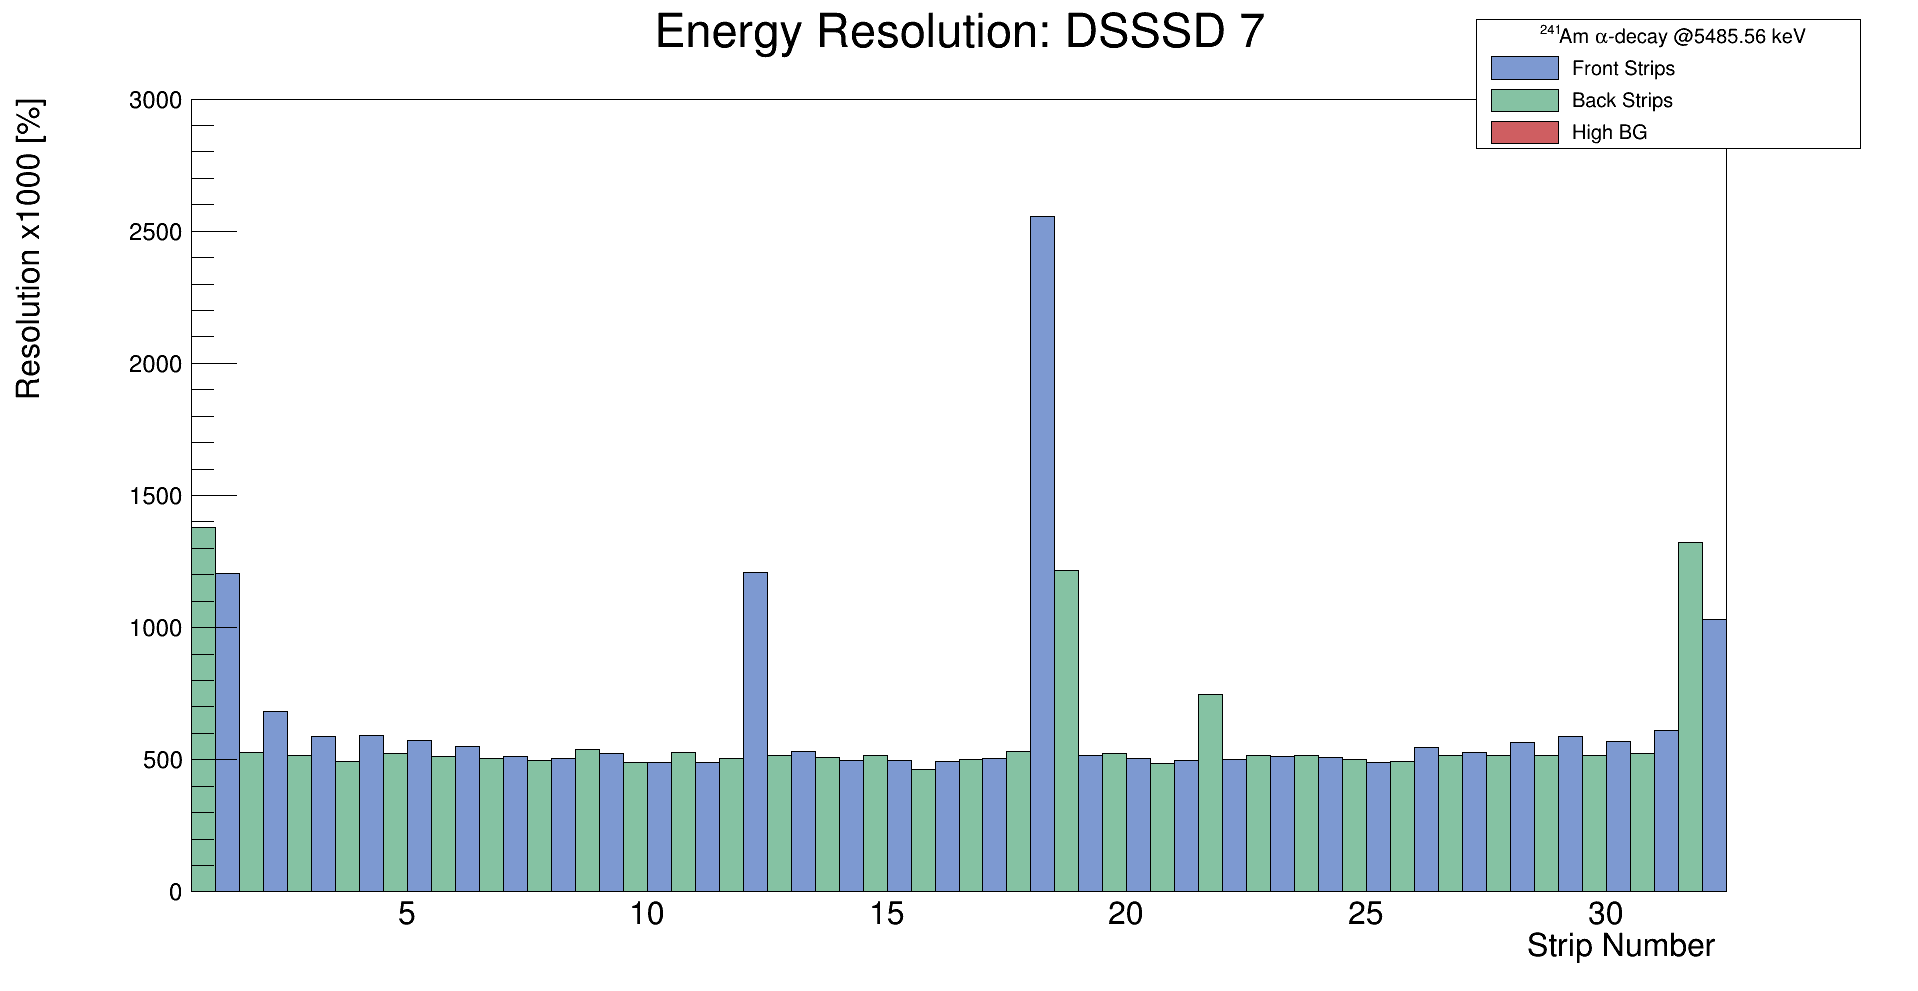 Energy Resolution: DSSSD 7
²⁴¹Am α-decay @5485.56 keV
Front Strips
Back Strips
High BG
Resolution x1000 [%]
3000
2500
2000
1500
1000
500
0
5 10 15 20 25 30
Strip Number